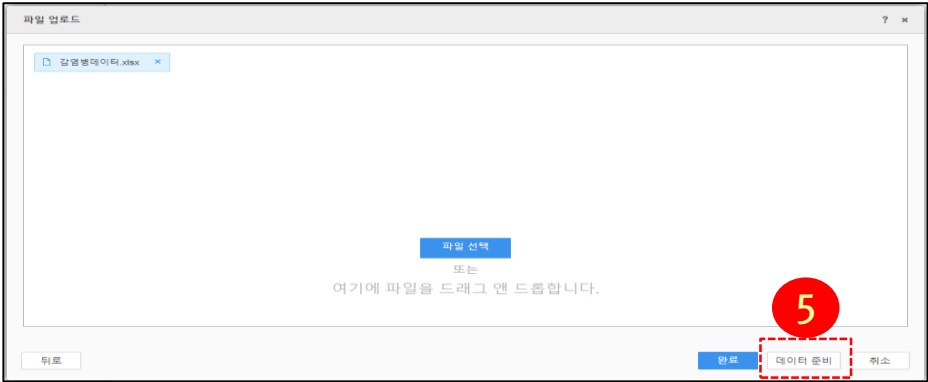 파일 업로드 ? ×
감염병데이터.xlsx ×
파일 선택
또는
여기에 파일을 드래그 앤 드롭합니다.
5
뒤로 완료 데이터 준비 취소